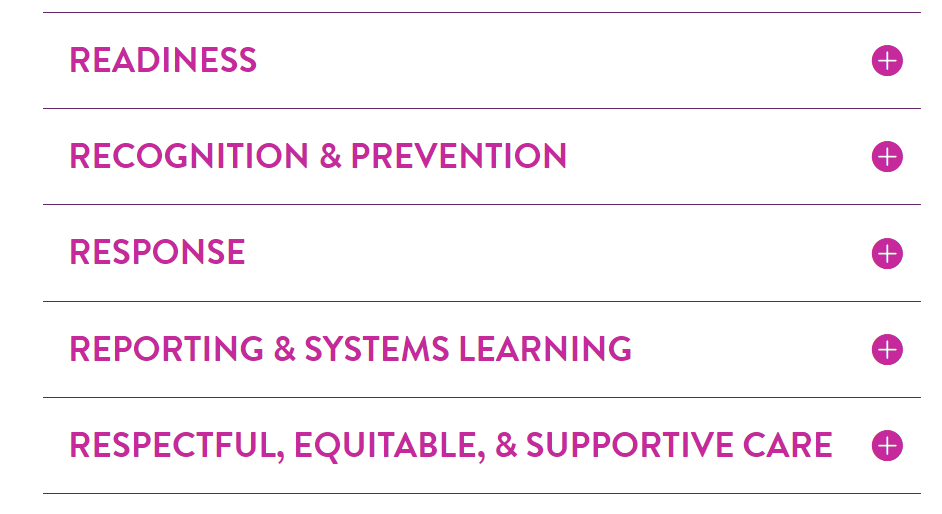 READINESS
RECOGNITION & PREVENTION
RESPONSE
REPORTING & SYSTEMS LEARNING
RESPECTFUL, EQUITABLE, & SUPPORTIVE CARE